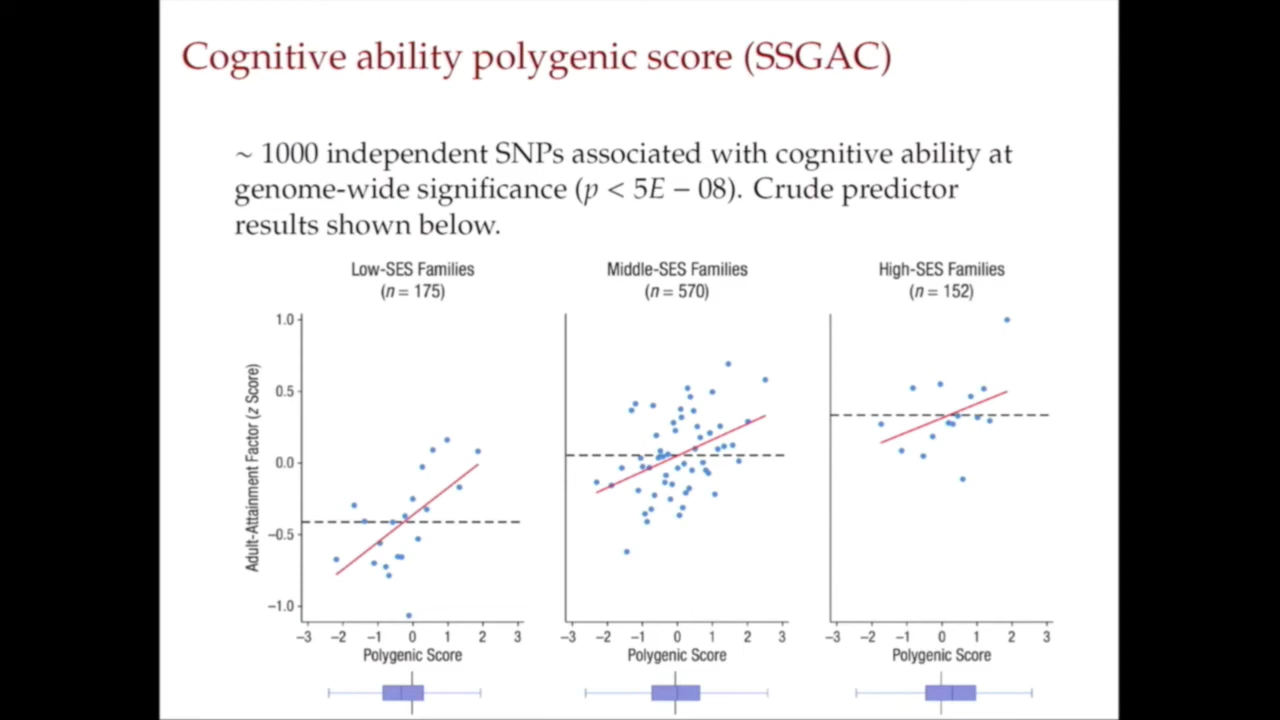 Cognitive ability polygenic score (SSGAC)
~ 1000 independent SNPs associated with cognitive ability at
genome-wide significance (p < 5E − 08). Crude predictor
results shown below.
Low-SES Families
(n = 175)
Middle-SES Families
(n = 570)
High-SES Families
(n = 152)
Adult-Attainment Factor (z Score)
1.0
0.5
0.0
−0.5
−1.0
−3 −2 −1 0 1 2 3
−3 −2 −1 0 1 2 3
−3 −2 −1 0 1 2 3
Polygenic Score
Polygenic Score
Polygenic Score